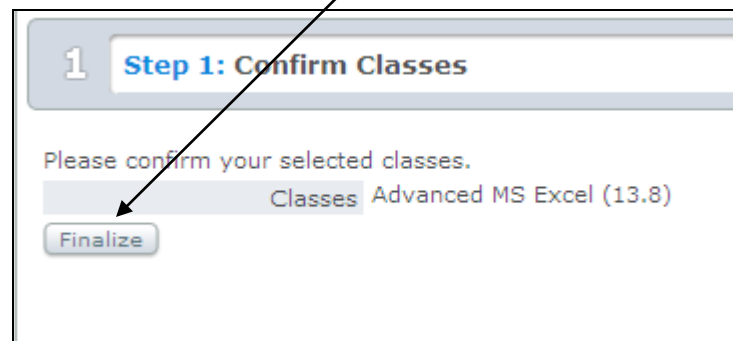 1 Step 1: Confirm Classes
Please confirm your selected classes.
Classes Advanced MS Excel (13.8)
Finalize